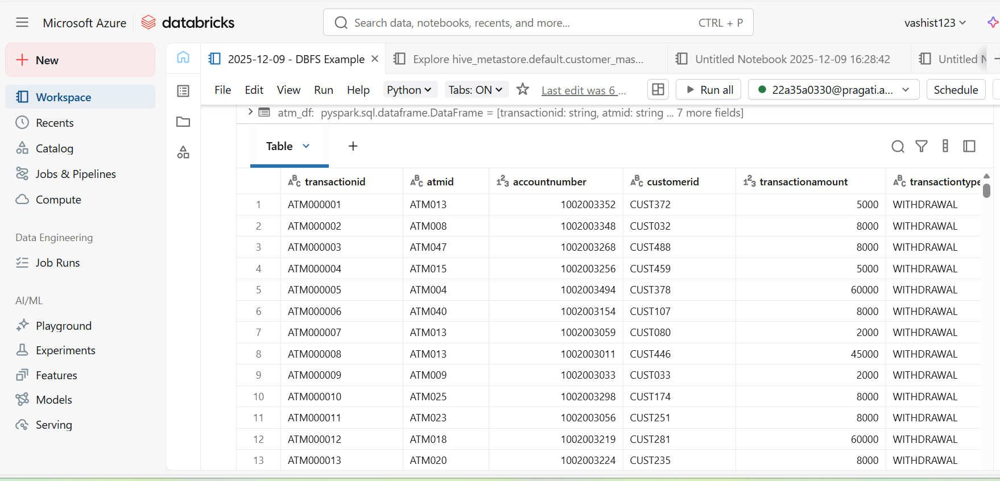 Microsoft Azure databricks
Search data, notebooks, recents, and more... CTRL + P
vashist123
New
Workspace
Recents
Catalog
Jobs & Pipelines
Compute
Data Engineering
Job Runs
AI/ML
Playground
Experiments
Features
Models
Serving
2025-12-09 - DBFS Example
Explore hive_metastore.default.customer_mas...
Untitled Notebook 2025-12-09 16:28:42
Untitled N
File Edit View Run Help Python Tabs: ON Last edit was 6 ... Run all 22a35a0330@pragati.a... Schedule
atm_df: pyspark.sql.dataframe.DataFrame = [transactionid: string, atmid: string ... 7 more fields]
Table +
ABC transactionid ABC atmid 123 accountnumber ABC customerid 123 transactionamount ABC transactiontype
1 ATM000001 ATM013 1002003352 CUST372 5000 WITHDRAWAL
2 ATM000002 ATM008 1002003348 CUST032 8000 WITHDRAWAL
3 ATM000003 ATM047 1002003268 CUST488 8000 WITHDRAWAL
4 ATM000004 ATM015 1002003256 CUST459 5000 WITHDRAWAL
5 ATM000005 ATM004 1002003494 CUST378 60000 WITHDRAWAL
6 ATM000006 ATM040 1002003154 CUST107 8000 WITHDRAWAL
7 ATM000007 ATM013 1002003059 CUST080 2000 WITHDRAWAL
8 ATM000008 ATM013 1002003011 CUST446 45000 WITHDRAWAL
9 ATM000009 ATM009 1002003033 CUST033 2000 WITHDRAWAL
10 ATM000010 ATM025 1002003298 CUST174 8000 WITHDRAWAL
11 ATM000011 ATM023 1002003056 CUST251 8000 WITHDRAWAL
12 ATM000012 ATM018 1002003219 CUST281 60000 WITHDRAWAL
13 ATM000013 ATM020 1002003224 CUST235 8000 WITHDRAWAL